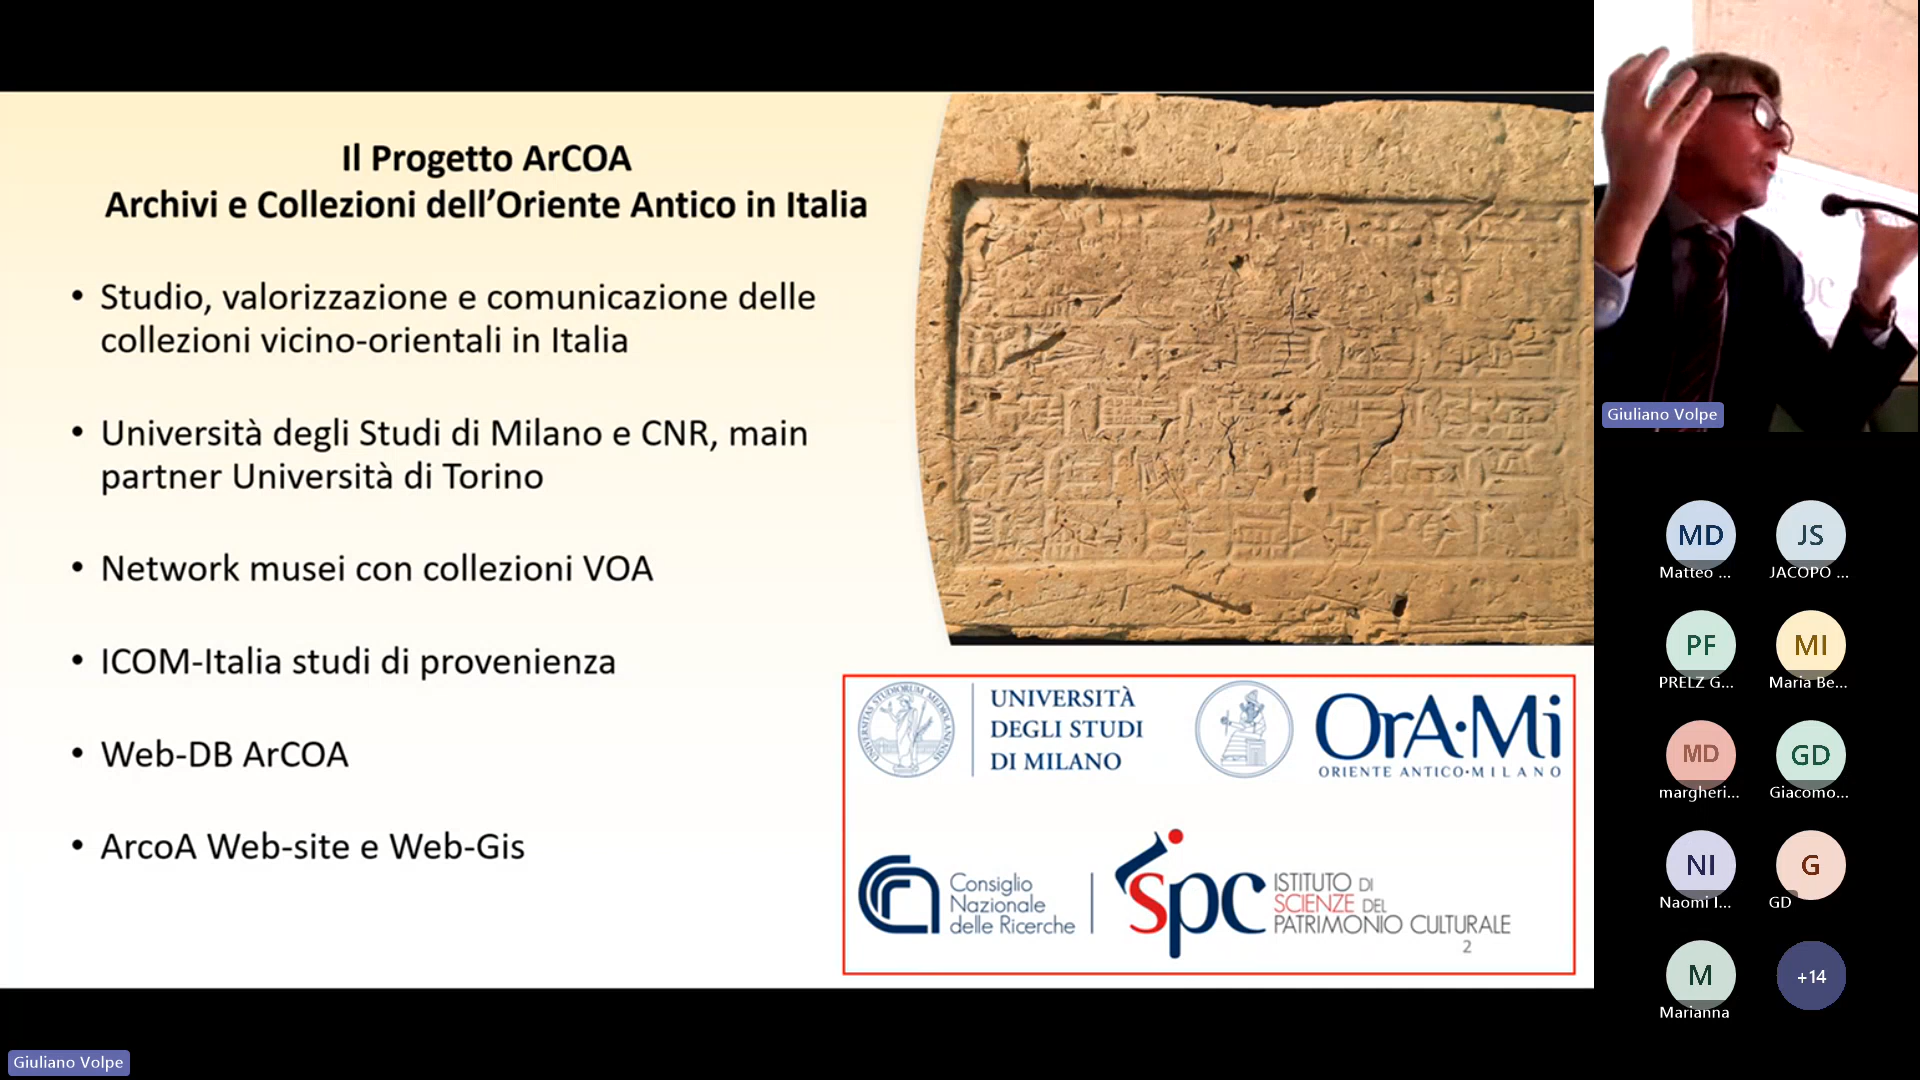 Il Progetto ArCOA
Archivi e Collezioni dell’Oriente Antico in Italia
• Studio, valorizzazione e comunicazione delle
collezioni vicino-orientali in Italia
• Università degli Studi di Milano e CNR, main
partner Università di Torino
• Network musei con collezioni VOA
• ICOM-Italia studi di provenienza
• Web-DB ArCOA
• ArcoA Web-site e Web-Gis
UNIVERSITÀ
DEGLI STUDI
DI MILANO
OrA·Mi
ORIENTE ANTICO·MILANO
Consiglio
Nazionale
delle Ricerche
ispc
ISTITUTO DI
SCIENZE DEL
PATRIMONIO CULTURALE
2
Giuliano Volpe
MD
Matteo ...
JS
JACOPO ...
PF
PRELZ G...
MI
Maria Be...
MD
margheri...
GD
Giacomo...
NI
Naomi I...
G
GD
M
Marianna
+14
Giuliano Volpe